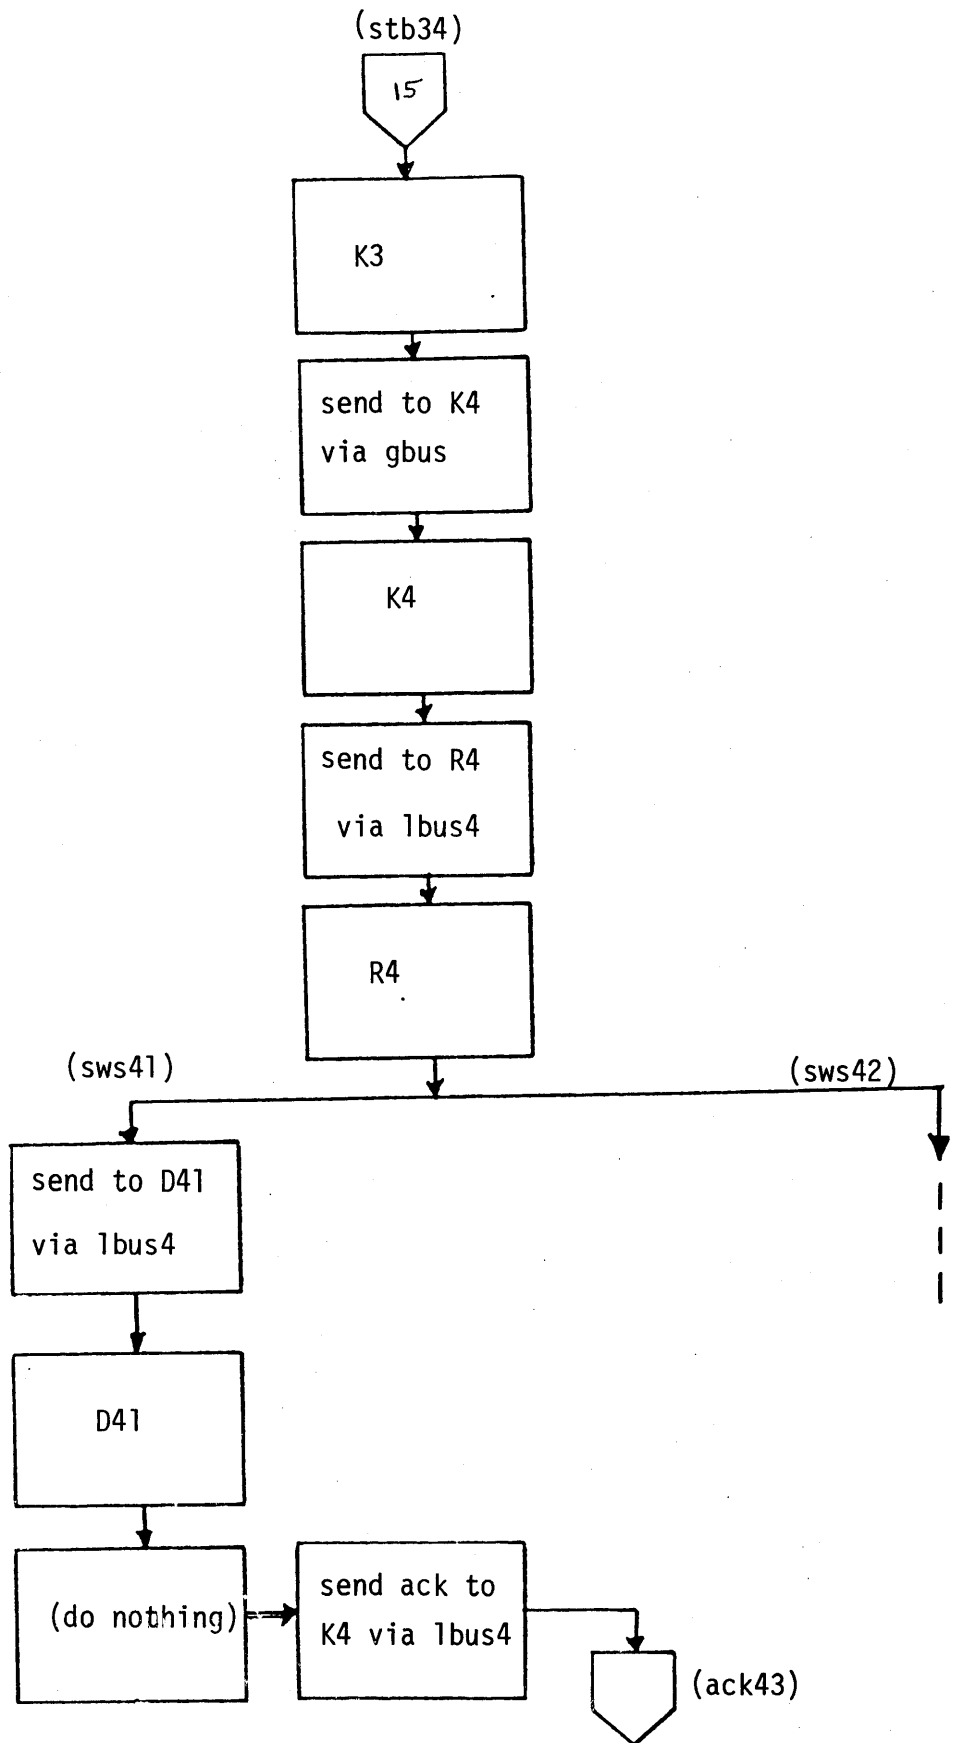 (stb34)
15
K3
send to K4
via gbus
K4
send to R4
via lbus4
R4
(sws41)
(sws42)
send to D41
via lbus4
D41
(do nothing)
send ack to
K4 via lbus4
(ack43)